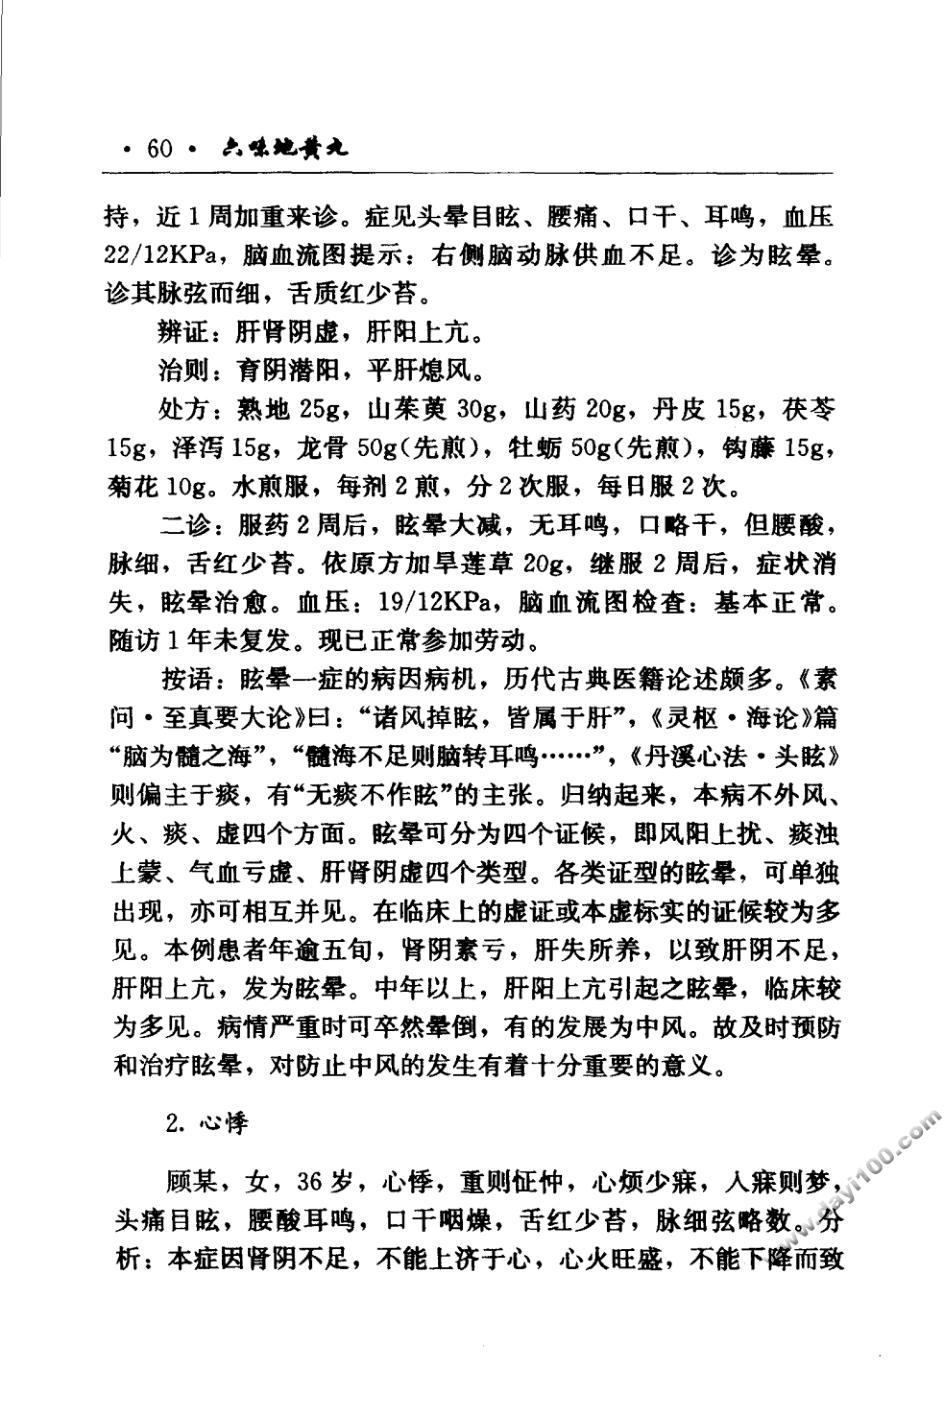 ·60· 六味地黄丸
持，近1周加重来诊。症见头晕目眩、腰痛、口干、耳鸣，血压
22/12KPa，脑血流图提示：右侧脑动脉供血不足。诊为眩晕。
诊其脉弦而细，舌质红少苔。
辨证：肝肾阴虚，肝阳上亢。
治则：育阴潜阳，平肝熄风。
处方：熟地25g，山茱萸30g，山药20g，丹皮15g，茯苓
15g，泽泻15g，龙骨50g(先煎)，牡蛎50g(先煎)，钩藤15g，
菊花10g。水煎服，每剂2煎，分2次服，每日服2次。
二诊：服药2周后，眩晕大减，无耳鸣，口略干，但腰酸，
脉细，舌红少苔。依原方加旱莲草20g，继服2周后，症状消
失，眩晕治愈。血压：19/12KPa，脑血流图检查：基本正常。
随访1年未复发。现已正常参加劳动。
按语：眩晕一症的病因病机，历代古典医籍论述颇多。《素
问·至真要大论》曰：“诸风掉眩，皆属于肝”，《灵枢·海论》篇
“脑为髓之海”，“髓海不足则脑转耳鸣……”，《丹溪心法·头眩》
则偏主于痰，有“无痰不作眩”的主张。归纳起来，本病不外风、
火、痰、虚四个方面。眩晕可分为四个证候，即风阳上扰、痰浊
上蒙、气血亏虚、肝肾阴虚四个类型。各类证型的眩晕，可单独
出现，亦可相互并见。在临床上的虚证或本虚标实的证候较为多
见。本例患者年逾五旬，肾阴素亏，肝失所养，以致肝阴不足，
肝阳上亢，发为眩晕。中年以上，肝阳上亢引起之眩晕，临床较
为多见。病情严重时可卒然晕倒，有的发展为中风。故及时预防
和治疗眩晕，对防止中风的发生有着十分重要的意义。
2. 心悸
顾某，女，36岁，心悸，重则怔忡，心烦少寐，入寐则梦，
头痛目眩，腰酸耳鸣，口干咽燥，舌红少苔，脉细弦略数。分
析：本症因肾阴不足，不能上济于心，心火旺盛，不能下降而致
www.dayi100.com